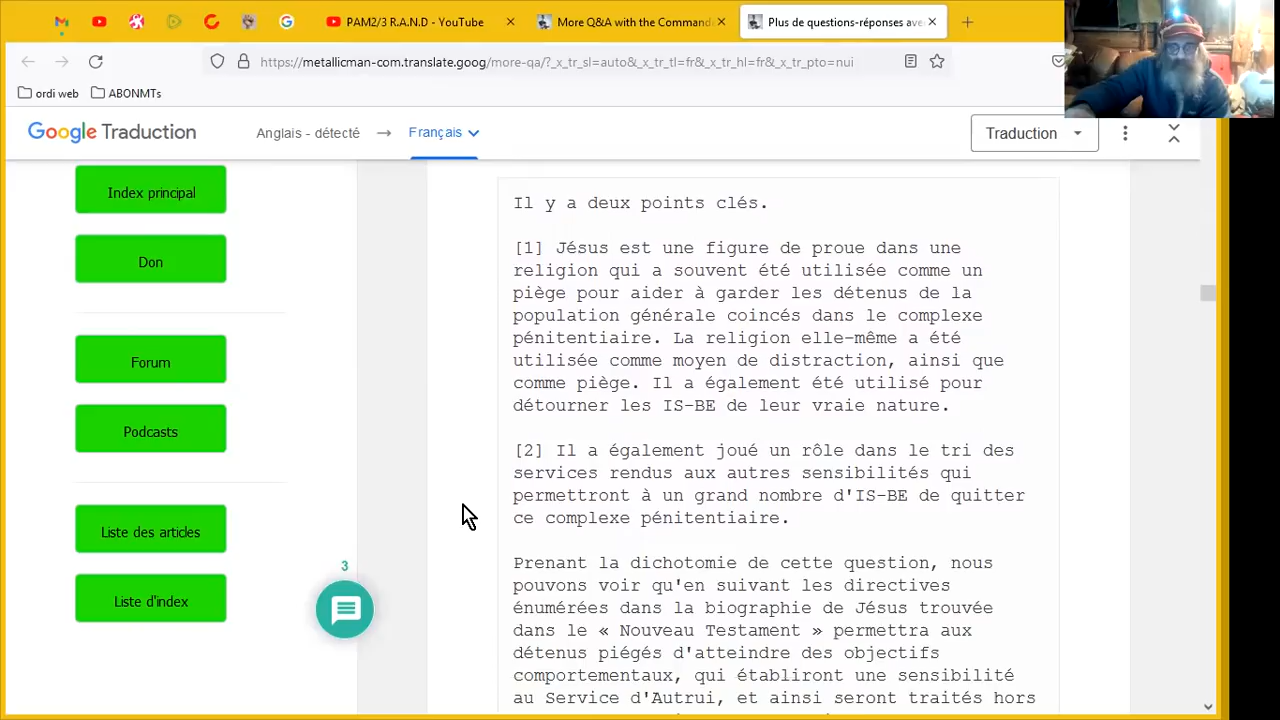 PAM2/3 R.A.N.D - YouTube
More Q&A with the Command
Plus de questions-réponses ave
https://metallicman-com.translate.goog/more-qa/?_x_tr_sl=auto&_x_tr_tl=fr&_x_tr_hl=fr&_x_tr_pto=nui
ordi web
ABONMTs
Google Traduction
Anglais - détecté
Français
Traduction
Index principal
Don
Forum
Podcasts
Liste des articles
Liste d'index
3
Il y a deux points clés.
[1] Jésus est une figure de proue dans une
religion qui a souvent été utilisée comme un
piège pour aider à garder les détenus de la
population générale coincés dans le complexe
pénitentiaire. La religion elle-même a été
utilisée comme moyen de distraction, ainsi que
comme piège. Il a également été utilisé pour
détourner les IS-BE de leur vraie nature.
[2] Il a également joué un rôle dans le tri des
services rendus aux autres sensibilités qui
permettront à un grand nombre d'IS-BE de quitter
ce complexe pénitentiaire.
Prenant la dichotomie de cette question, nous
pouvons voir qu'en suivant les directives
énumérées dans la biographie de Jésus trouvée
dans le « Nouveau Testament » permettra aux
détenus piégés d'atteindre des objectifs
comportementaux, qui établiront une sensibilité
au Service d'Autrui, et ainsi seront traités hors